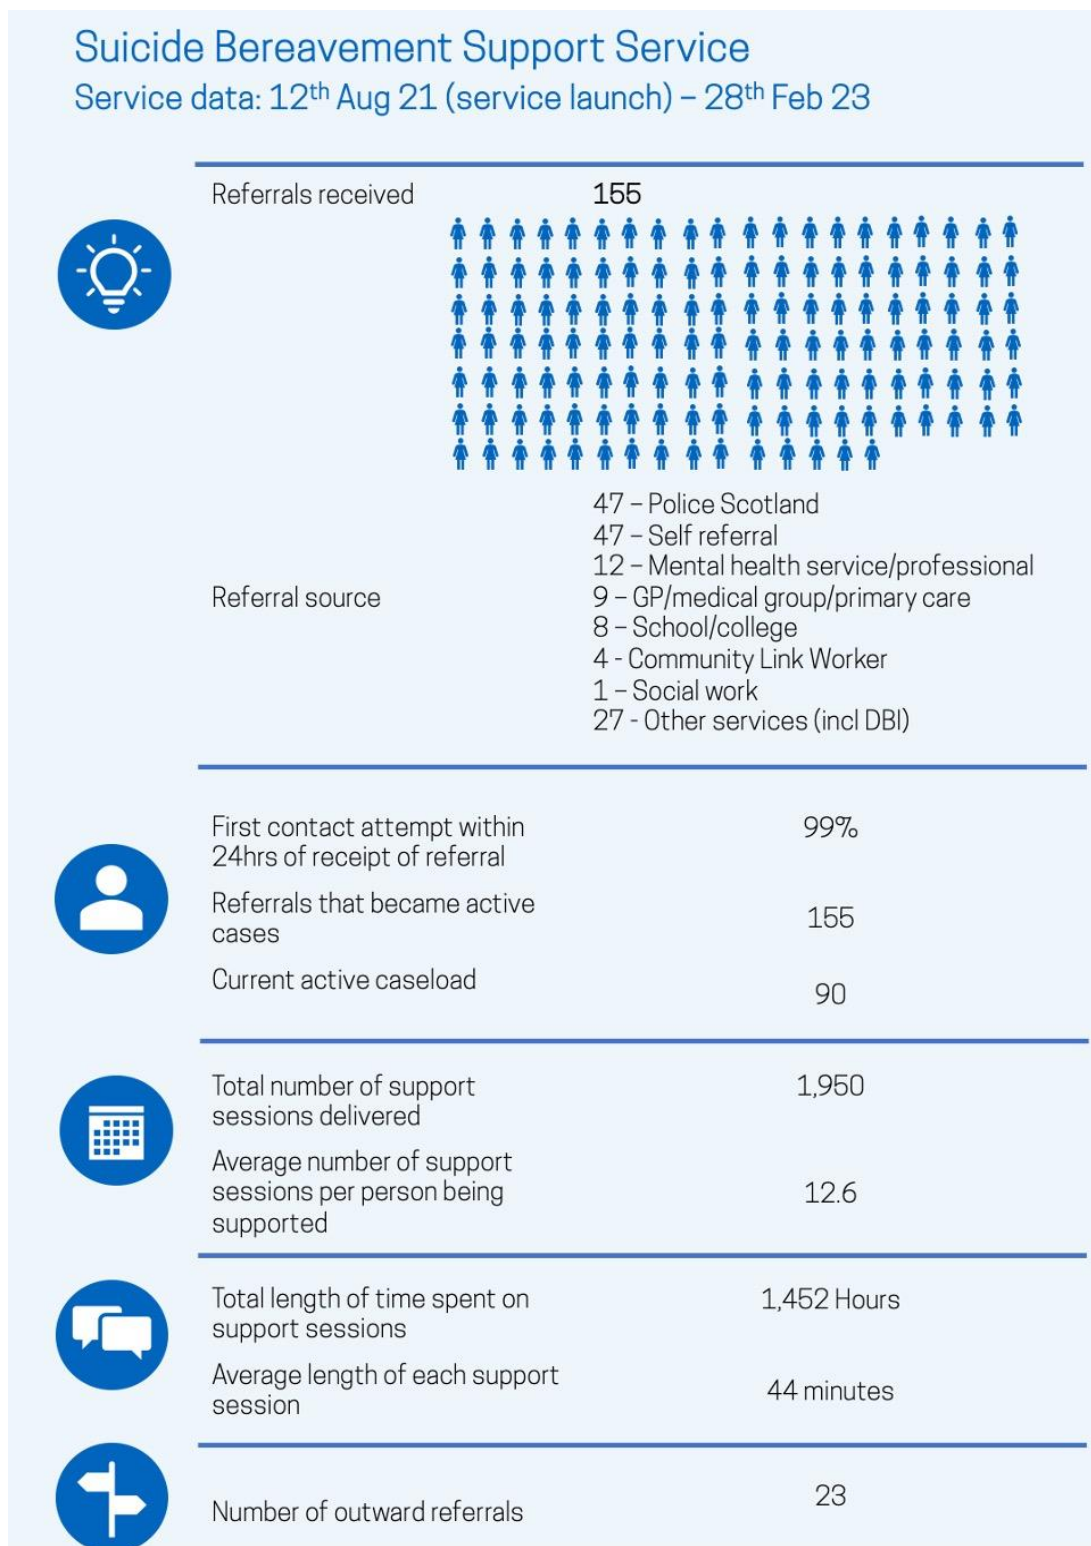 Suicide Bereavement Support Service
Service data: 12th Aug 21 (service launch) – 28th Feb 23
Referrals received
155
Referral source
47 – Police Scotland
47 – Self referral
12 – Mental health service/professional
9 – GP/medical group/primary care
8 – School/college
4 - Community Link Worker
1 – Social work
27 - Other services (incl DBI)
First contact attempt within
24hrs of receipt of referral
99%
Referrals that became active
cases
155
Current active caseload
90
Total number of support
sessions delivered
1,950
Average number of support
sessions per person being
supported
12.6
Total length of time spent on
support sessions
1,452 Hours
Average length of each support
session
44 minutes
Number of outward referrals
23